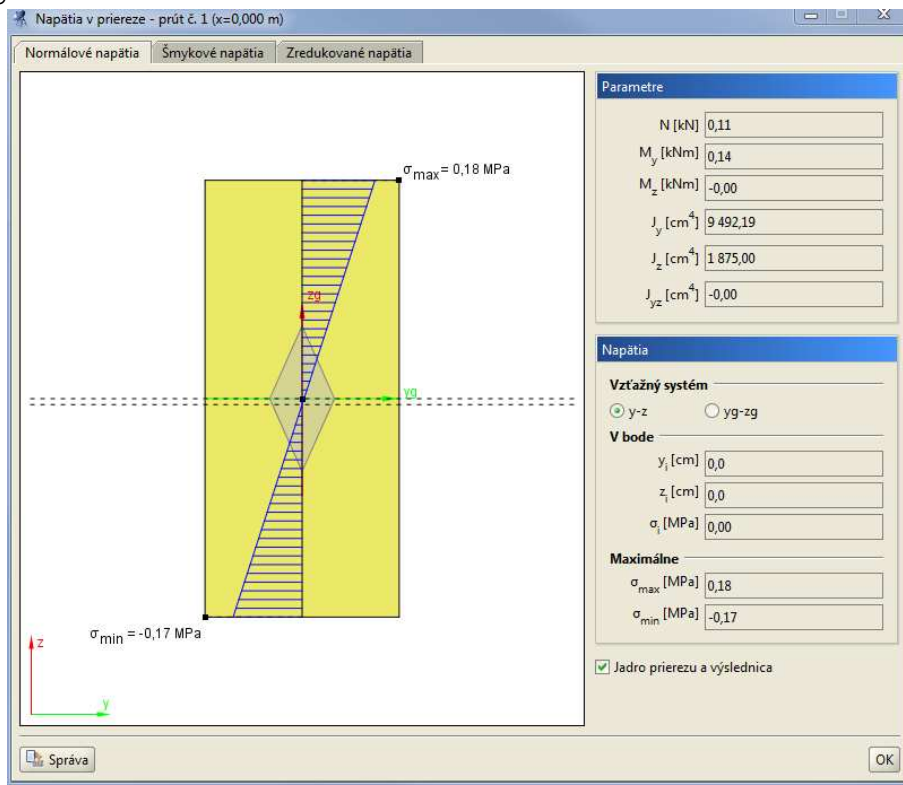 Napätia v priereze - prút č. 1 (x=0,000 m)
Normálové napätia Šmykové napätia Zredukované napätia
σmax= 0,18 MPa
zg
yg
σmin = -0,17 MPa
z
y
Parametre
N [kN] 0,11
My [kNm] 0,14
Mz [kNm] -0,00
Jy [cm4] 9 492,19
Jz [cm4] 1 875,00
Jyz [cm4] -0,00
Napätia
Vzťažný systém
y-z yg-zg
V bode
yi [cm] 0,0
zi [cm] 0,0
σi [MPa] 0,00
Maximálne
σmax [MPa] 0,18
σmin [MPa] -0,17
Jadro prierezu a výslednica
Správa OK